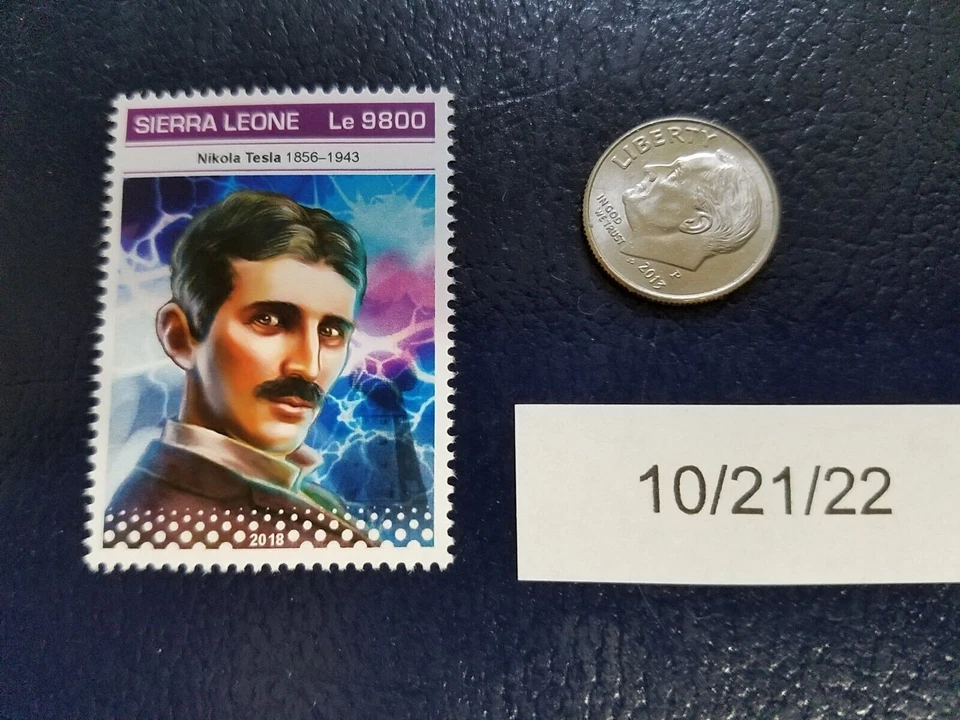 SIERRA LEONE Le 9800
Nikola Tesla 1856–1943
2018
LIBERTY
IN GOD
WE TRUST
P
2013
10/21/22